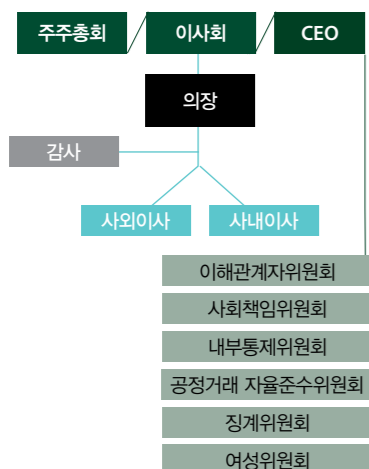 주주총회
이사회
CEO
의장
감사
사외이사
사내이사
이해관계자위원회
사회책임위원회
내부통제위원회
공정거래 자율준수위원회
징계위원회
여성위원회